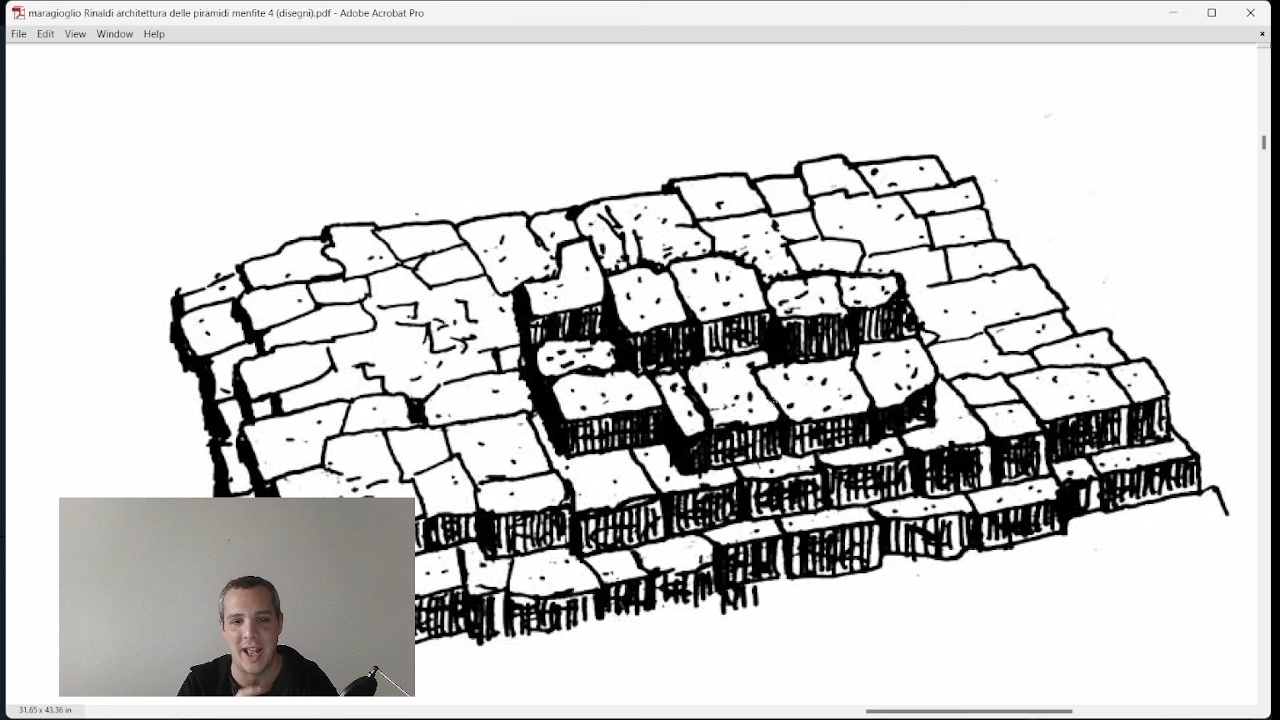 maragioglio Rinaldi architettura delle piramidi menfite 4 (disegni).pdf - Adobe Acrobat Pro
File Edit View Window Help
31.65 x 43.36 in